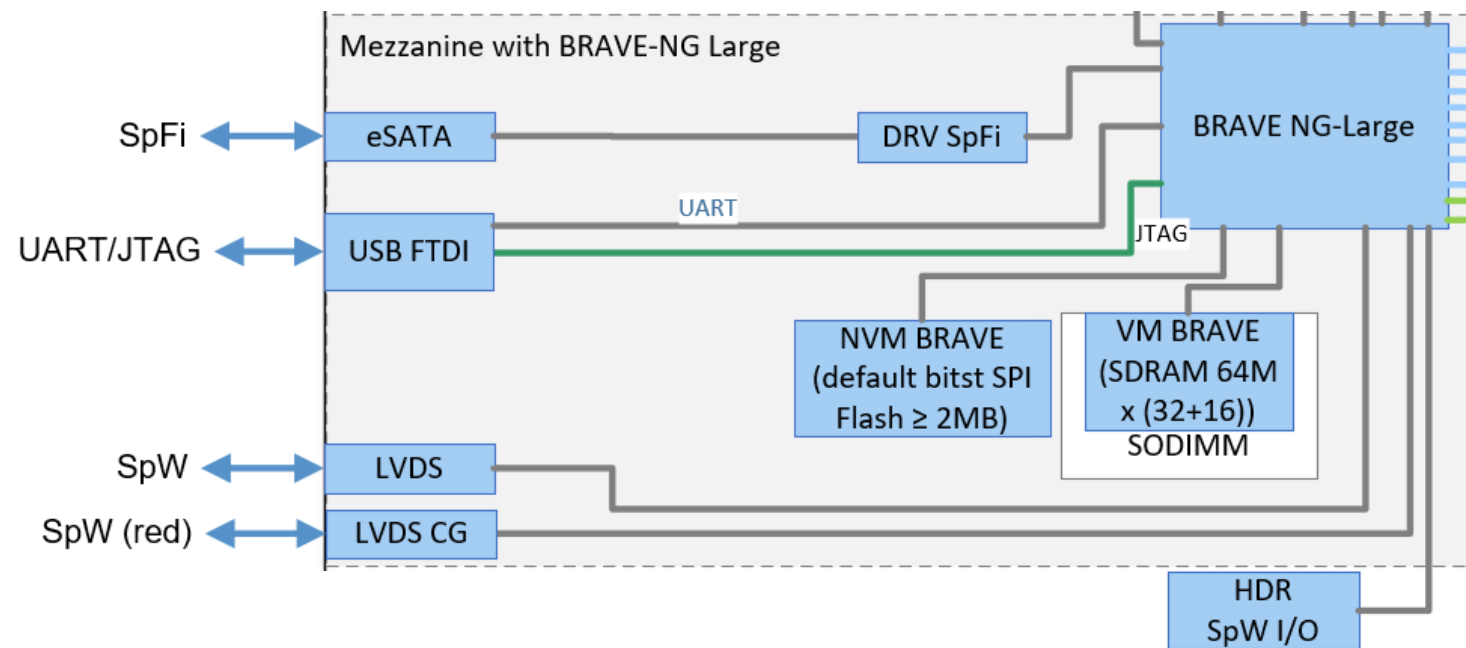 Mezzanine with BRAVE-NG Large
SpFi
eSATA
DRV SpFi
BRAVE NG-Large
UART
UART/JTAG
USB FTDI
JTAG
NVM BRAVE
(default bitst SPI
Flash ≥ 2MB)
VM BRAVE
(SDRAM 64M
x (32+16))
SODIMM
SpW
LVDS
SpW (red)
LVDS CG
HDR
SpW I/O